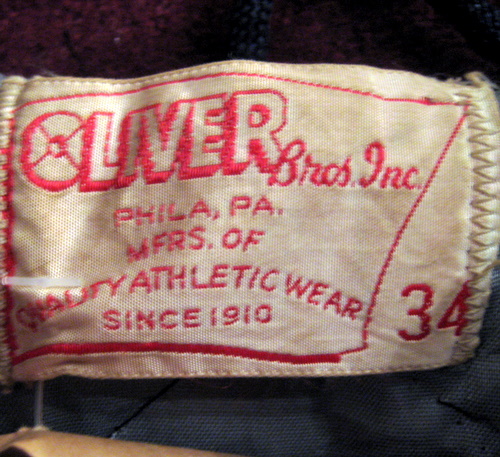 OLIVER Bros. Inc.
PHILA, PA.
MFRS. OF
QUALITY ATHLETIC WEAR
SINCE 1910
34